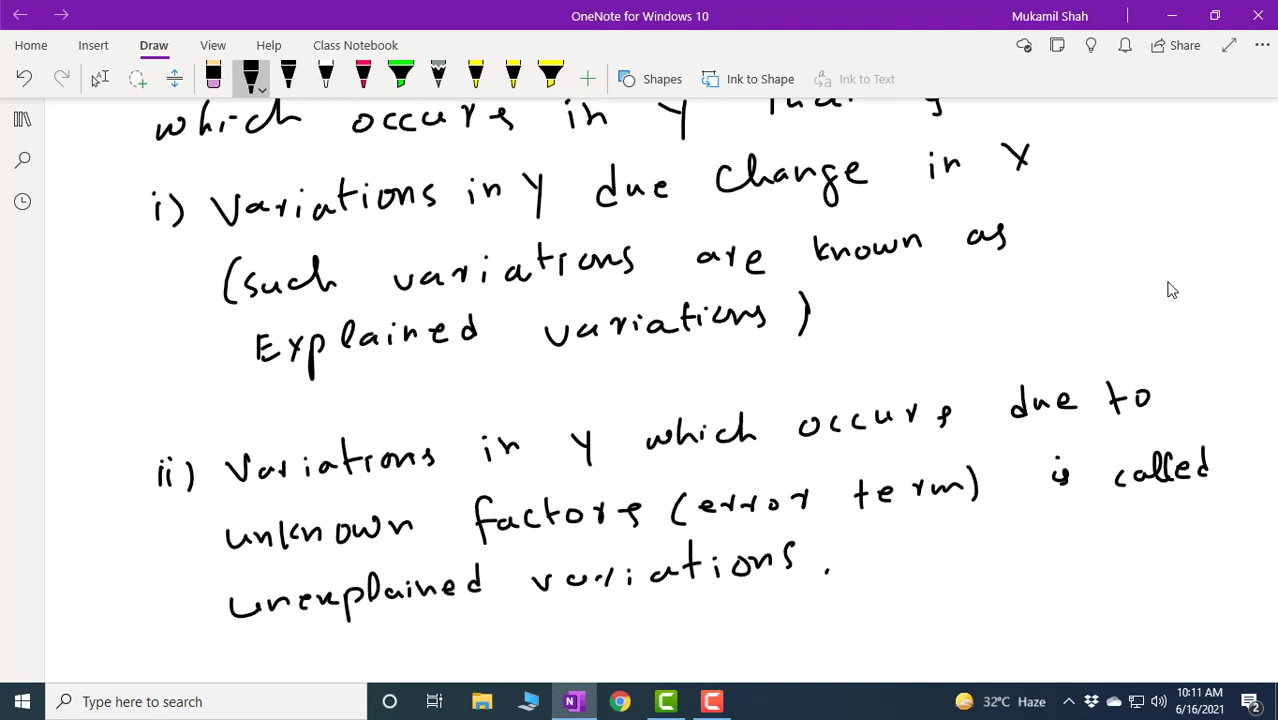 OneNote for Windows 10
Mukamil Shah
Home Insert Draw View Help Class Notebook
Share
Shapes Ink to Shape Ink to Text
which occurs in Y
i) Variations in Y due change in X
(such variations are known as
Explained variations)
ii) Variations in Y which occurs due to
unknown factors (error term) is called
unexplained variations.
Type here to search
32°C Haze
10:11 AM
6/16/2021
2